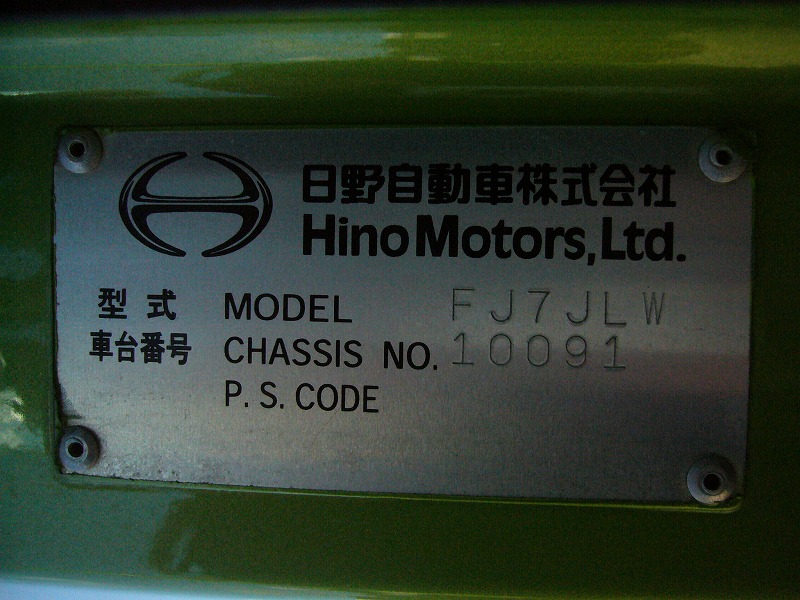 日野自動車株式会社
Hino Motors, Ltd.
型式 MODEL FJ7JLW
車台番号 CHASSIS NO. 10091
P. S. CODE